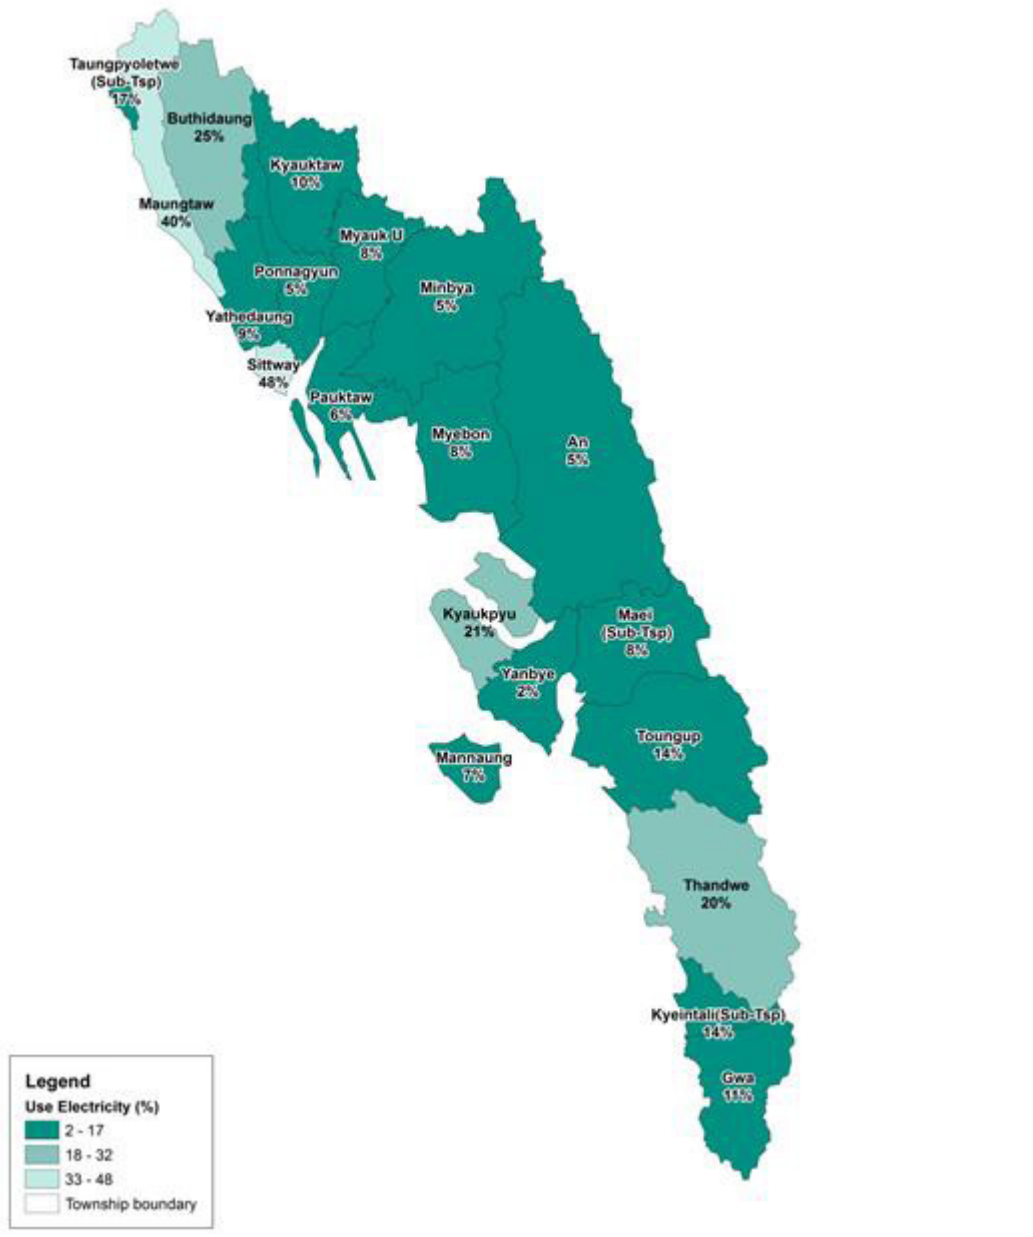 Taungpyoletwe
(Sub-Tsp)
17%
Buthidaung
25%
Kyauktaw
10%
Maungtaw
40%
Myauk U
8%
Ponnagyun
5%
Minbya
5%
Yathedaung
9%
Sittway
48%
Pauktaw
6%
Myebon
8%
An
5%
Kyaukpyu
21%
Maei
(Sub-Tsp)
8%
Yanbye
2%
Toungup
14%
Mannaung
7%
Thandwe
20%
Kyeintali(Sub-Tsp)
14%
Gwa
11%
Legend
Use Electricity (%)
2 - 17
18 - 32
33 - 48
Township boundary